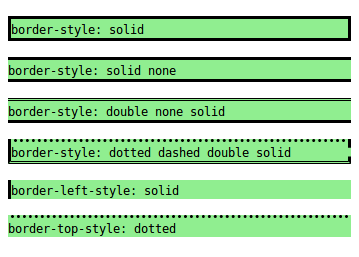 border-style: solid
border-style: solid none
border-style: double none solid
border-style: dotted dashed double solid
border-left-style: solid
border-top-style: dotted